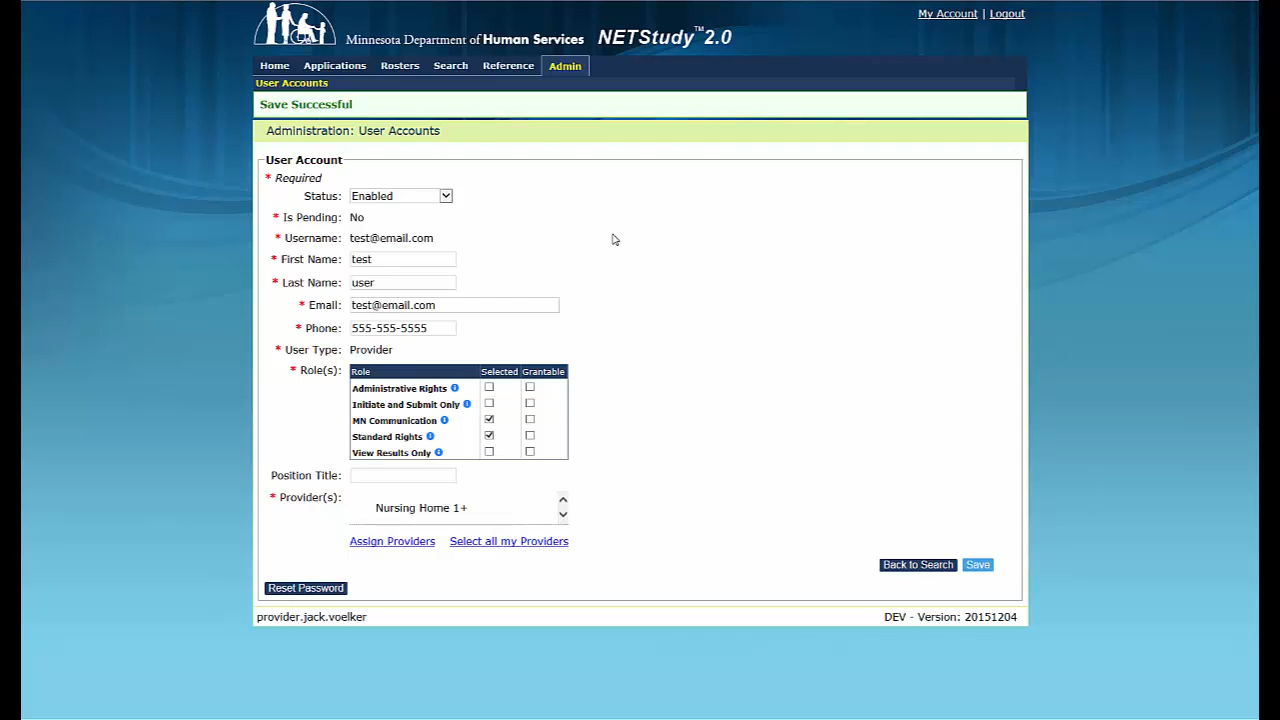 My Account | Logout
Minnesota Department of Human Services NETStudy™ 2.0
Home Applications Rosters Search Reference Admin
User Accounts
Save Successful
Administration: User Accounts
User Account
* Required
Status: Enabled
* Is Pending: No
* Username: test@email.com
* First Name: test
* Last Name: user
* Email: test@email.com
* Phone: 555-555-5555
* User Type: Provider
* Role(s): Role Selected Grantable
Administrative Rights
Initiate and Submit Only
MN Communication
Standard Rights
View Results Only
Position Title:
* Provider(s): Nursing Home 1+
Assign Providers Select all my Providers
Back to Search Save
Reset Password
provider.jack.voelker DEV - Version: 20151204